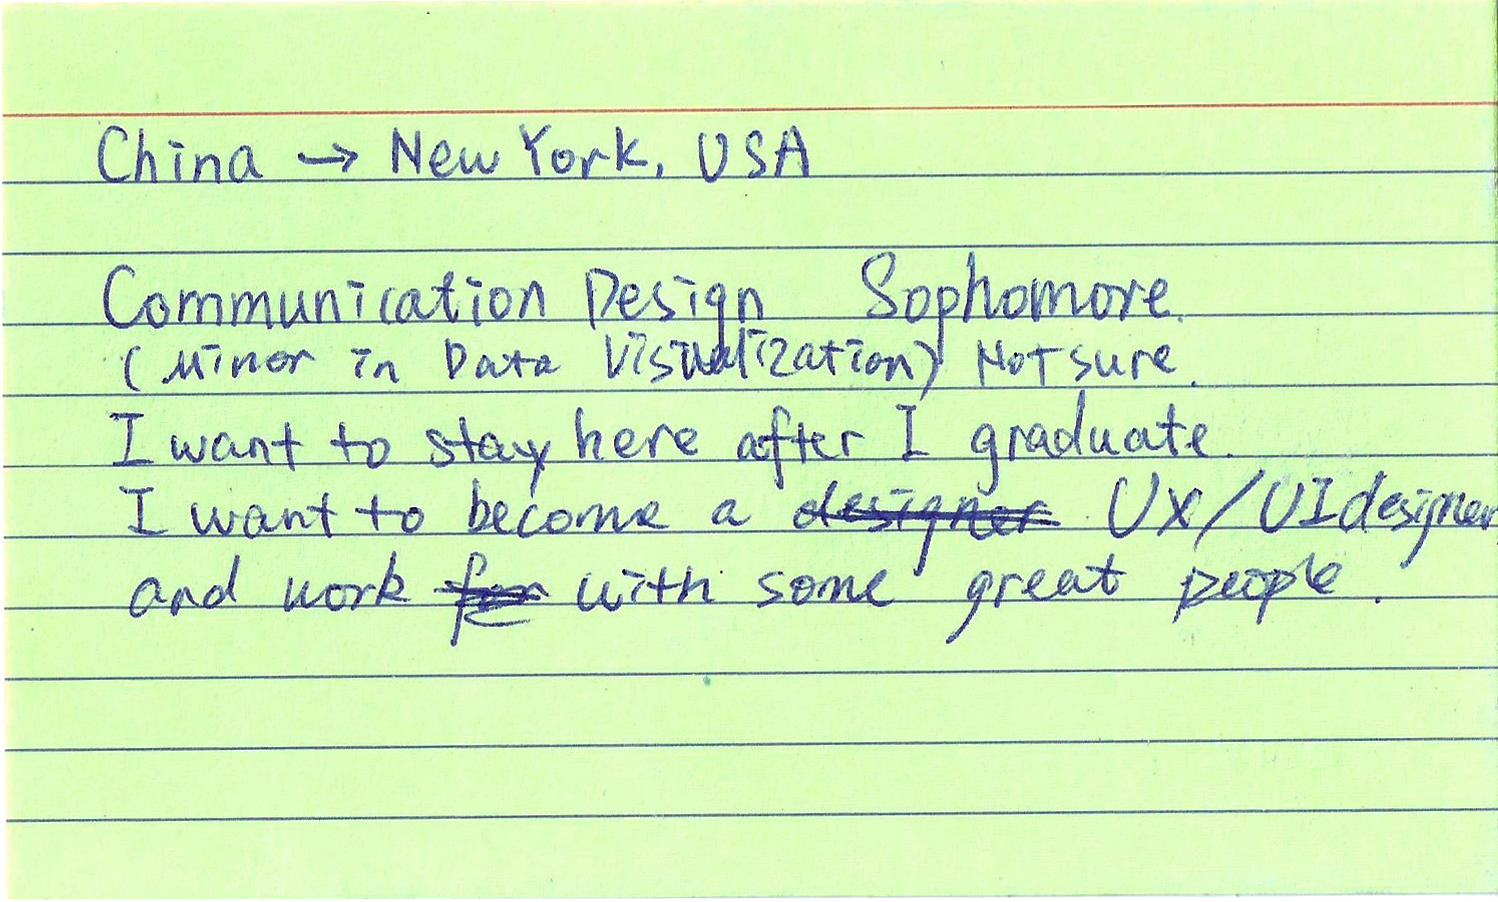 China → New York, USA
Communication Design Sophomore.
(Minor in Data Visualization) Not sure.
I want to stay here after I graduate.
I want to become a designer UX/UI designer
and work for with some great people.